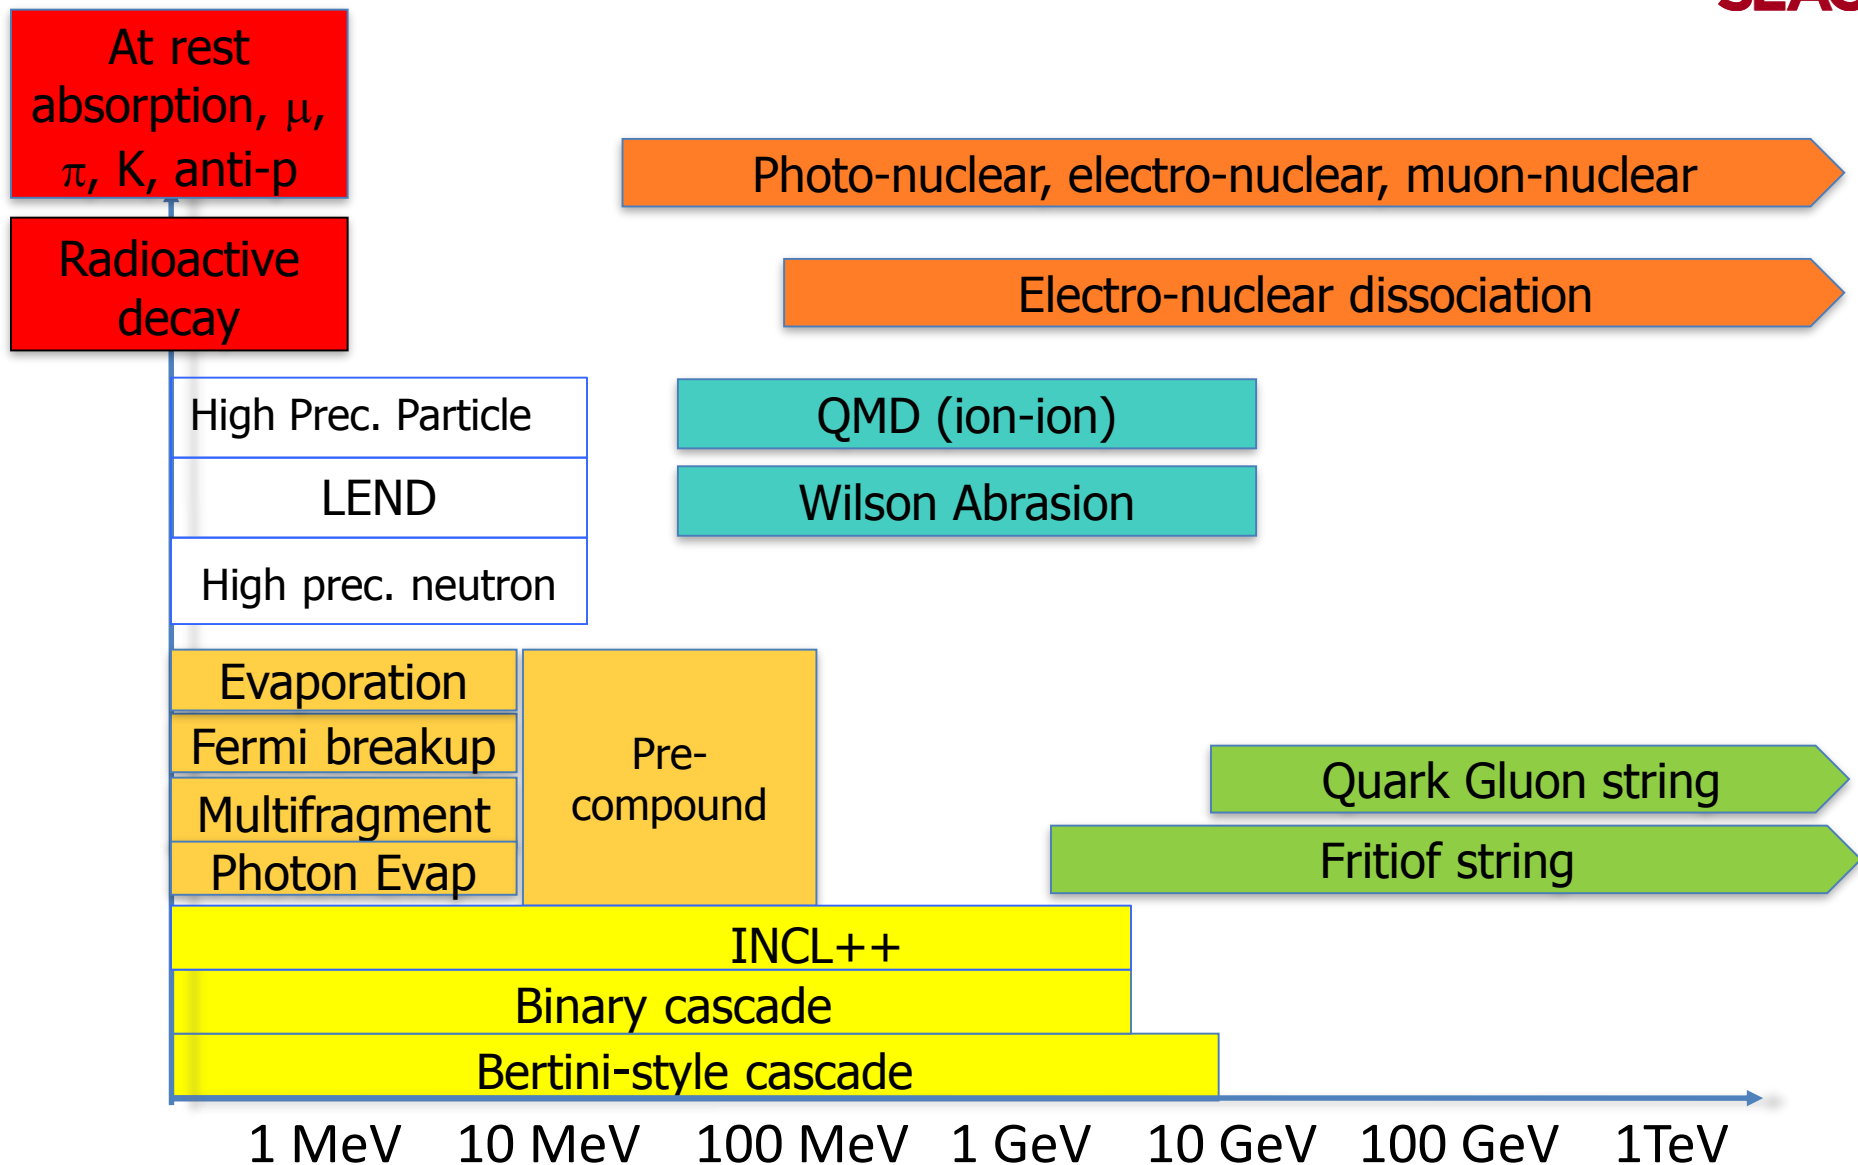 SLAC
At rest
absorption, μ,
π, K, anti-p
Photo-nuclear, electro-nuclear, muon-nuclear
Radioactive
decay
Electro-nuclear dissociation
High Prec. Particle
QMD (ion-ion)
LEND
Wilson Abrasion
High prec. neutron
Evaporation
Fermi breakup
Multifragment
Photon Evap
Pre-
compound
Quark Gluon string
Fritiof string
INCL++
Binary cascade
Bertini-style cascade
1 MeV 10 MeV 100 MeV 1 GeV 10 GeV 100 GeV 1TeV